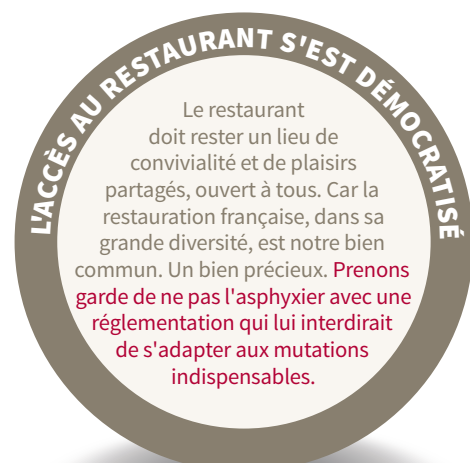 L'ACCÈS AU RESTAURANT S'EST DÉMOCRATISÉ
Le restaurant
doit rester un lieu de
convivialité et de plaisirs
partagés, ouvert à tous. Car la
restauration française, dans sa
grande diversité, est notre bien
commun. Un bien précieux. Prenons
garde de ne pas l'asphyxier avec une
réglementation qui lui interdirait
de s'adapter aux mutations
indispensables.